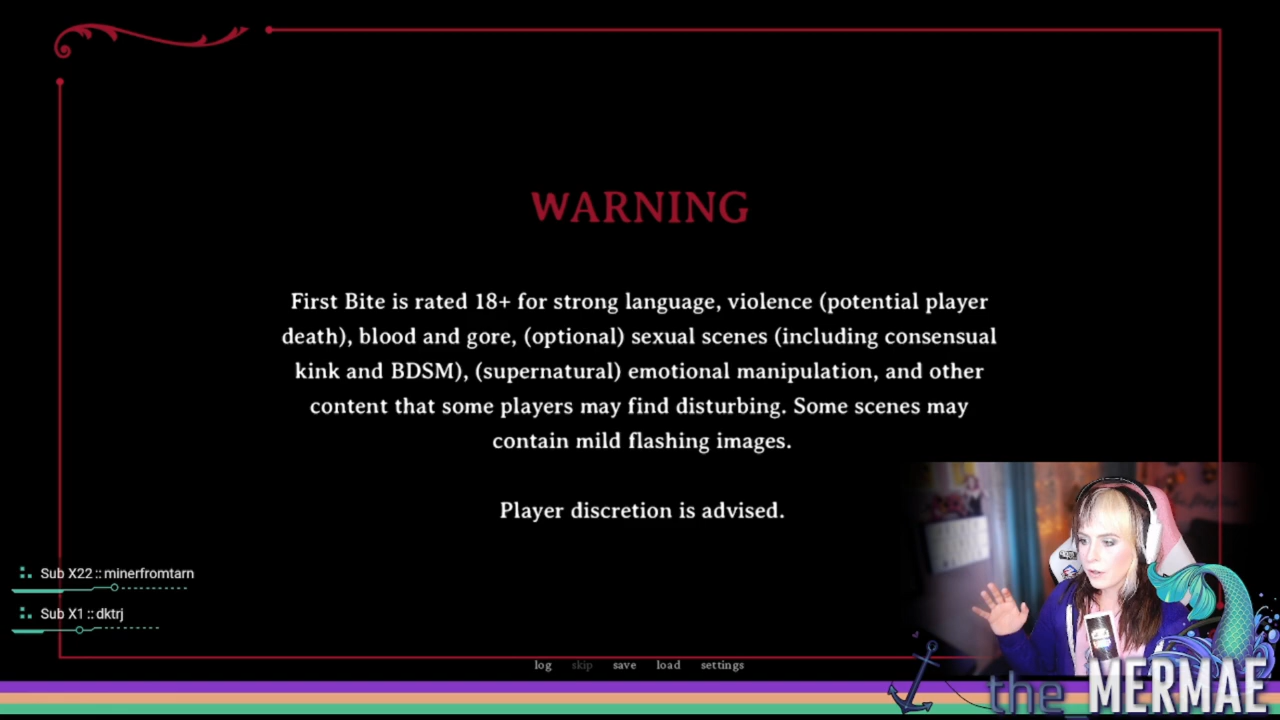 WARNING
First Bite is rated 18+ for strong language, violence (potential player
death), blood and gore, (optional) sexual scenes (including consensual
kink and BDSM), (supernatural) emotional manipulation, and other
content that some players may find disturbing. Some scenes may
contain mild flashing images.
Player discretion is advised.
Sub X22 :: minerfromtarn
Sub X1 :: dktrj
log skip save load settings
the_MERMAE